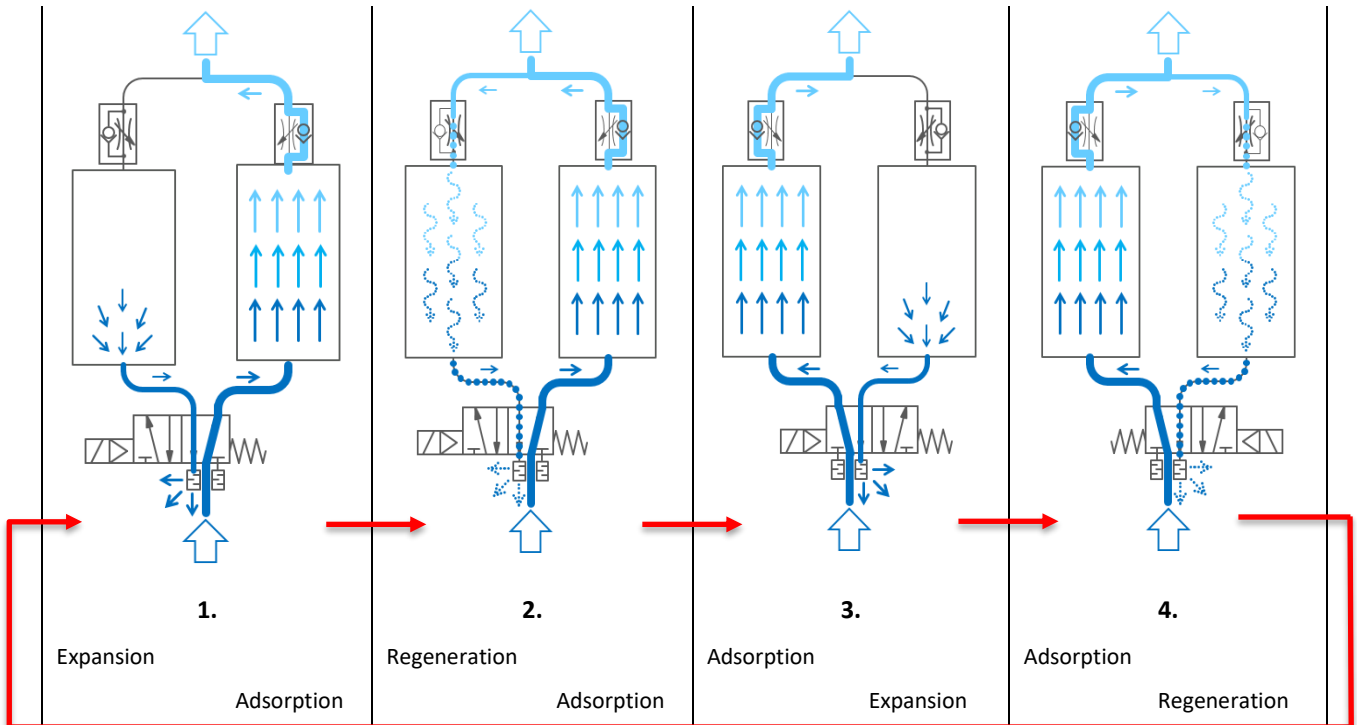 1.
2.
3.
4.
Expansion
Regeneration
Adsorption
Adsorption
Adsorption
Adsorption
Expansion
Regeneration